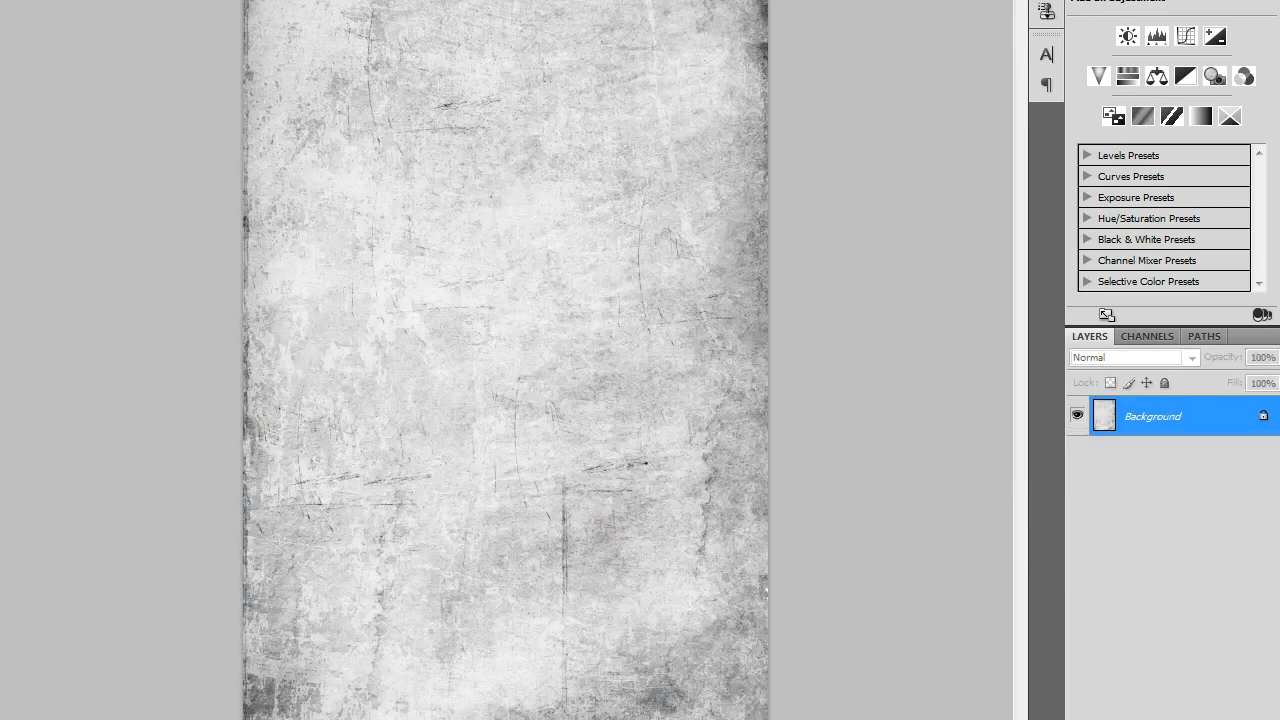 Levels Presets
Curves Presets
Exposure Presets
Hue/Saturation Presets
Black & White Presets
Channel Mixer Presets
Selective Color Presets
LAYERS CHANNELS PATHS
Normal Opacity: 100%
Lock: Fill: 100%
Background